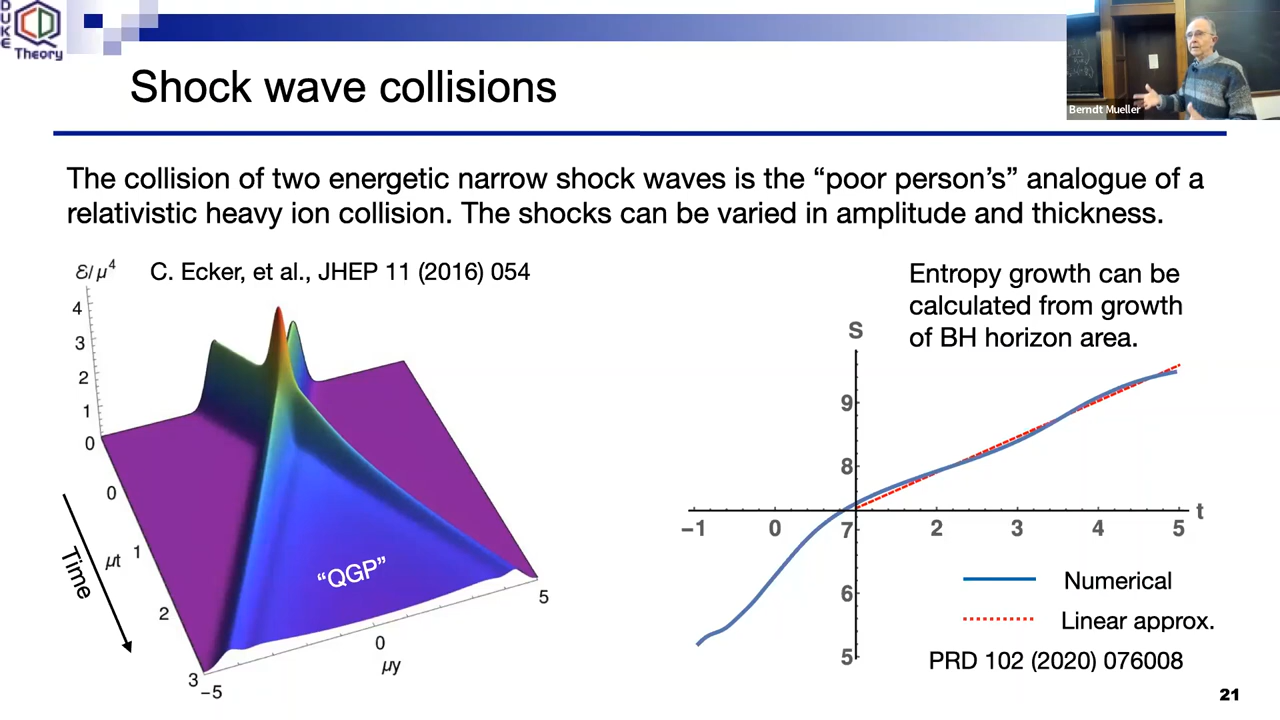 DUKE
Theory
Berndt Mueller
Shock wave collisions
The collision of two energetic narrow shock waves is the “poor person’s” analogue of a
relativistic heavy ion collision. The shocks can be varied in amplitude and thickness.
ℰ/μ⁴
C. Ecker, et al., JHEP 11 (2016) 054
4
3
2
1
0
0
1
2
3
μt
Time
“QGP”
−5
0
5
μy
Entropy growth can be
calculated from growth
of BH horizon area.
S
9
8
7
6
5
−1
0
2
3
4
5
t
Numerical
Linear approx.
PRD 102 (2020) 076008
21